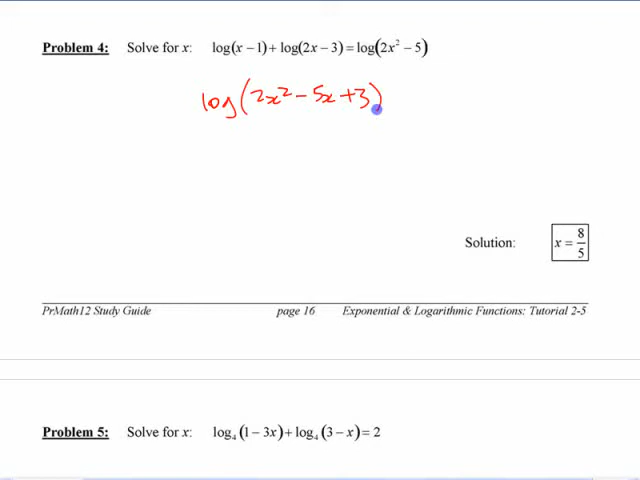 Problem 4: Solve for x: log(x − 1) + log(2x − 3) = log(2x² − 5)
log(2x² − 5x + 3)
Solution: x = 8/5
PrMath12 Study Guide page 16 Exponential & Logarithmic Functions: Tutorial 2-5
Problem 5: Solve for x: log₄(1 − 3x) + log₄(3 − x) = 2